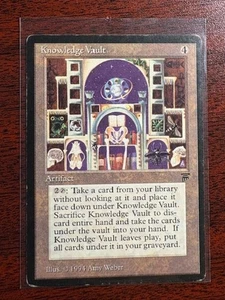 Knowledge Vault
4
Artifact
2: Take a card from your library
without looking at it and place it
face down under Knowledge Vault.
Sacrifice Knowledge Vault to dis-
card entire hand and take the cards
under the vault into your hand. If
Knowledge Vault leaves play, put
all cards under it in your graveyard.
Illus. © 1994 Amy Weber